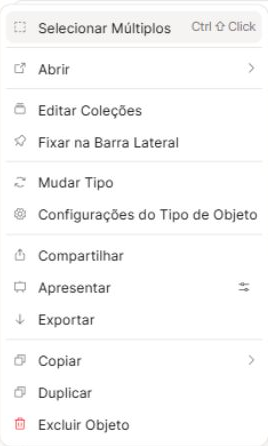 Selecionar Múltiplos Ctrl ⇧ Click
Abrir
Editar Coleções
Fixar na Barra Lateral
Mudar Tipo
Configurações do Tipo de Objeto
Compartilhar
Apresentar
Exportar
Copiar
Duplicar
Excluir Objeto